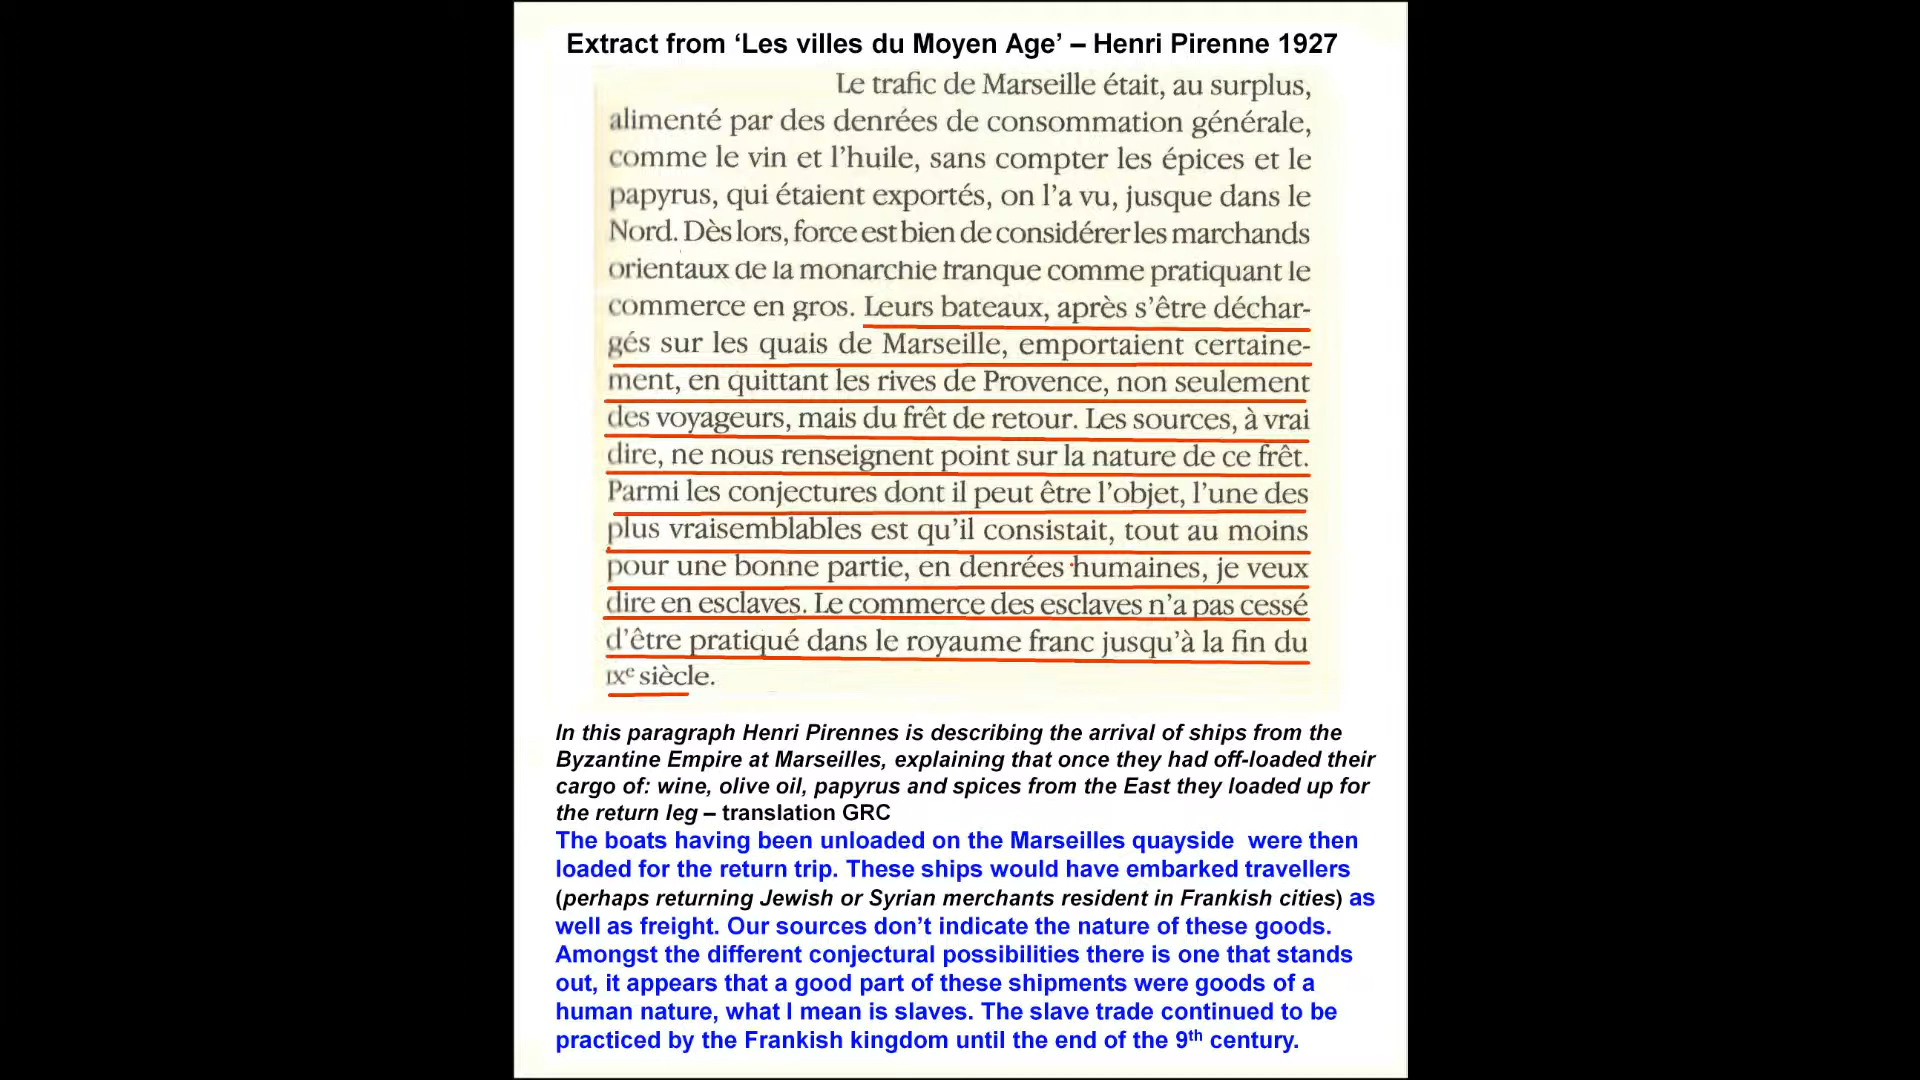 Extract from ‘Les villes du Moyen Age’ – Henri Pirenne 1927
Le trafic de Marseille était, au surplus,
alimenté par des denrées de consommation générale,
comme le vin et l’huile, sans compter les épices et le
papyrus, qui étaient exportés, on l’a vu, jusque dans le
Nord. Dès lors, force est bien de considérer les marchands
orientaux de la monarchie franque comme pratiquant le
commerce en gros. Leurs bateaux, après s’être déchar-
gés sur les quais de Marseille, emportaient certaine-
ment, en quittant les rives de Provence, non seulement
des voyageurs, mais du frêt de retour. Les sources, à vrai
dire, ne nous renseignent point sur la nature de ce frêt.
Parmi les conjectures dont il peut être l’objet, l’une des
plus vraisemblables est qu’il consistait, tout au moins
pour une bonne partie, en denrées humaines, je veux
dire en esclaves. Le commerce des esclaves n’a pas cessé
d’être pratiqué dans le royaume franc jusqu’à la fin du
IXe siècle.
In this paragraph Henri Pirennes is describing the arrival of ships from the
Byzantine Empire at Marseilles, explaining that once they had off-loaded their
cargo of: wine, olive oil, papyrus and spices from the East they loaded up for
the return leg – translation GRC
The boats having been unloaded on the Marseilles quayside were then
loaded for the return trip. These ships would have embarked travellers
(perhaps returning Jewish or Syrian merchants resident in Frankish cities) as
well as freight. Our sources don’t indicate the nature of these goods.
Amongst the different conjectural possibilities there is one that stands
out, it appears that a good part of these shipments were goods of a
human nature, what I mean is slaves. The slave trade continued to be
practiced by the Frankish kingdom until the end of the 9th century.